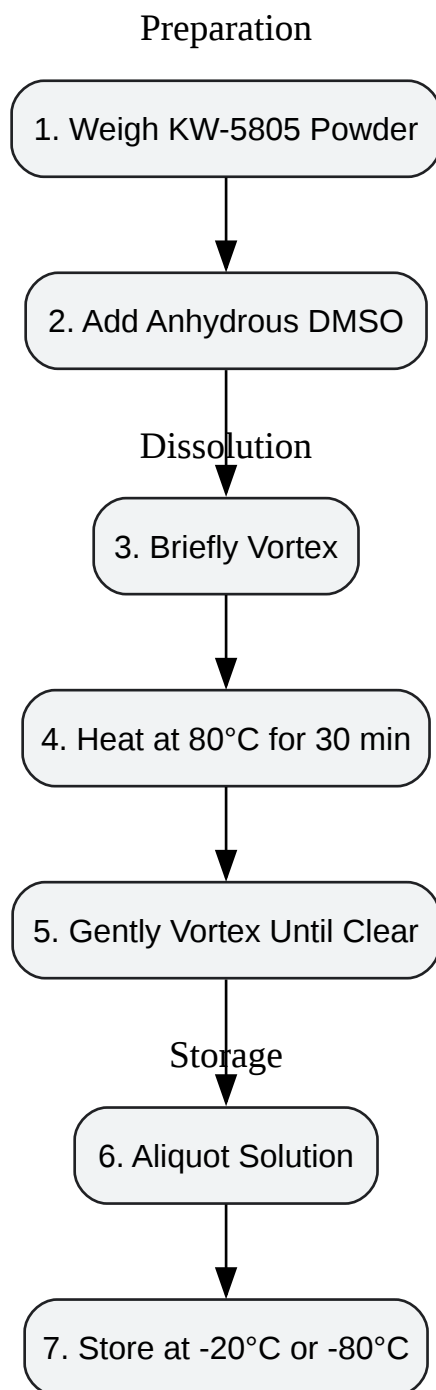 Preparation
1. Weigh KW-5805 Powder
2. Add Anhydrous DMSO
Dissolution
3. Briefly Vortex
4. Heat at 80°C for 30 min
5. Gently Vortex Until Clear
Storage
6. Aliquot Solution
7. Store at -20°C or -80°C